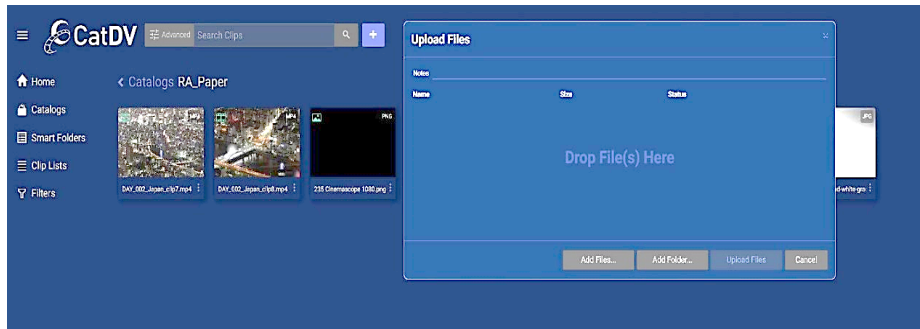 CatDV
Advanced Search Clips
+
Upload Files
Home
Catalogs RA_Paper
Notes
Name Size Status
Catalogs
MP4
MP4
PNG
JPG
Smart Folders
Drop File(s) Here
Clip Lists
Filters
DAY_002_Japan_clip7.mp4
DAY_002_Japan_clip8.mp4
235 Cinemascope 1080.png
Add Files...
Add Folder...
Upload Files
Cancel